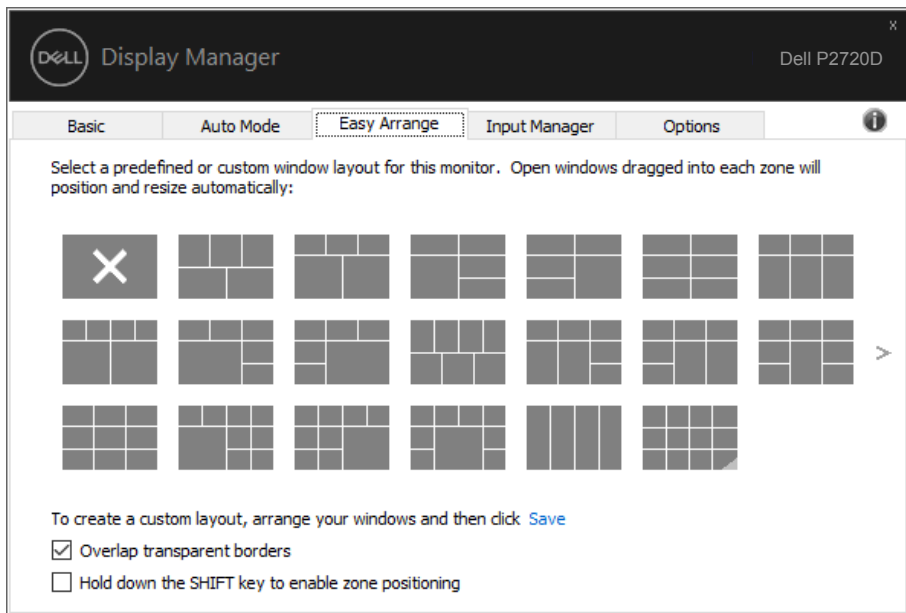 x
DELL Display Manager
Dell P2720D
Basic Auto Mode Easy Arrange Input Manager Options
Select a predefined or custom window layout for this monitor. Open windows dragged into each zone will
position and resize automatically:
>
To create a custom layout, arrange your windows and then click Save
Overlap transparent borders
Hold down the SHIFT key to enable zone positioning